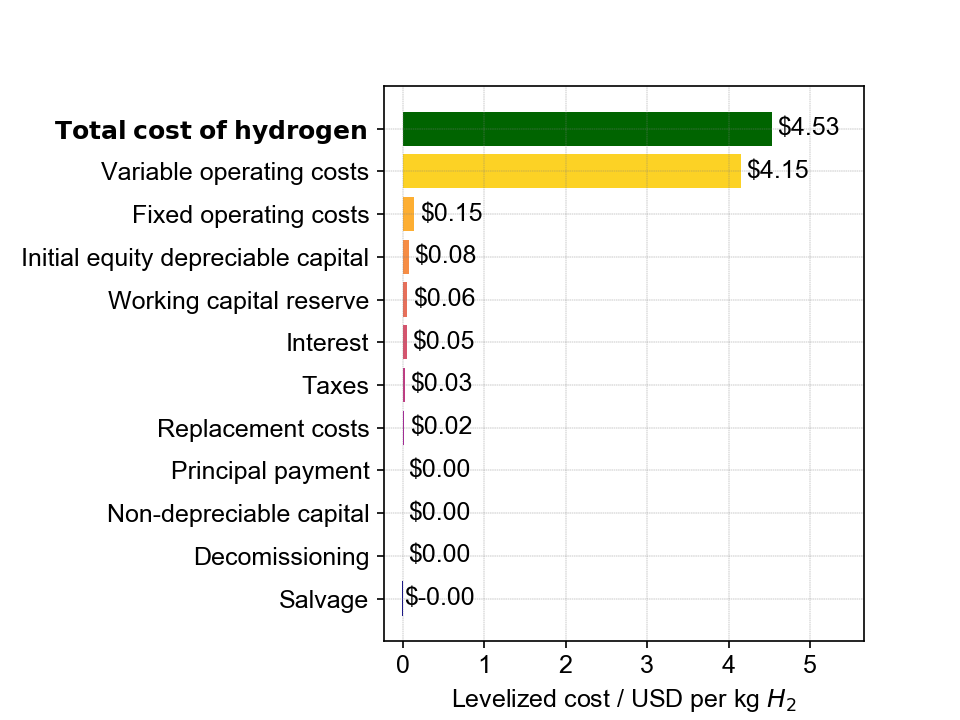 Total cost of hydrogen $4.53
Variable operating costs $4.15
Fixed operating costs $0.15
Initial equity depreciable capital $0.08
Working capital reserve $0.06
Interest $0.05
Taxes $0.03
Replacement costs $0.02
Principal payment $0.00
Non-depreciable capital $0.00
Decomissioning $0.00
Salvage $-0.00
0 1 2 3 4 5
Levelized cost / USD per kg H₂